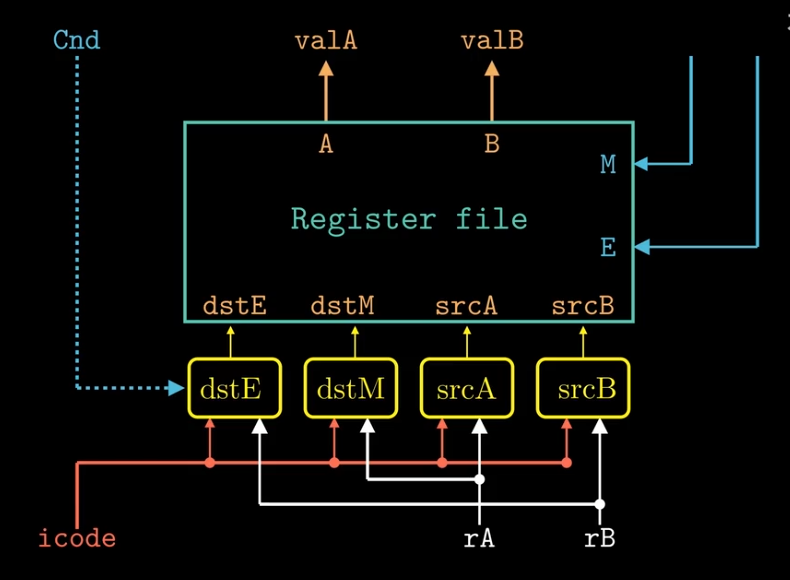 Cnd
valA
valB
A
B
M
Register file
E
dstE
dstM
srcA
srcB
dstE
dstM
srcA
srcB
icode
rA
rB